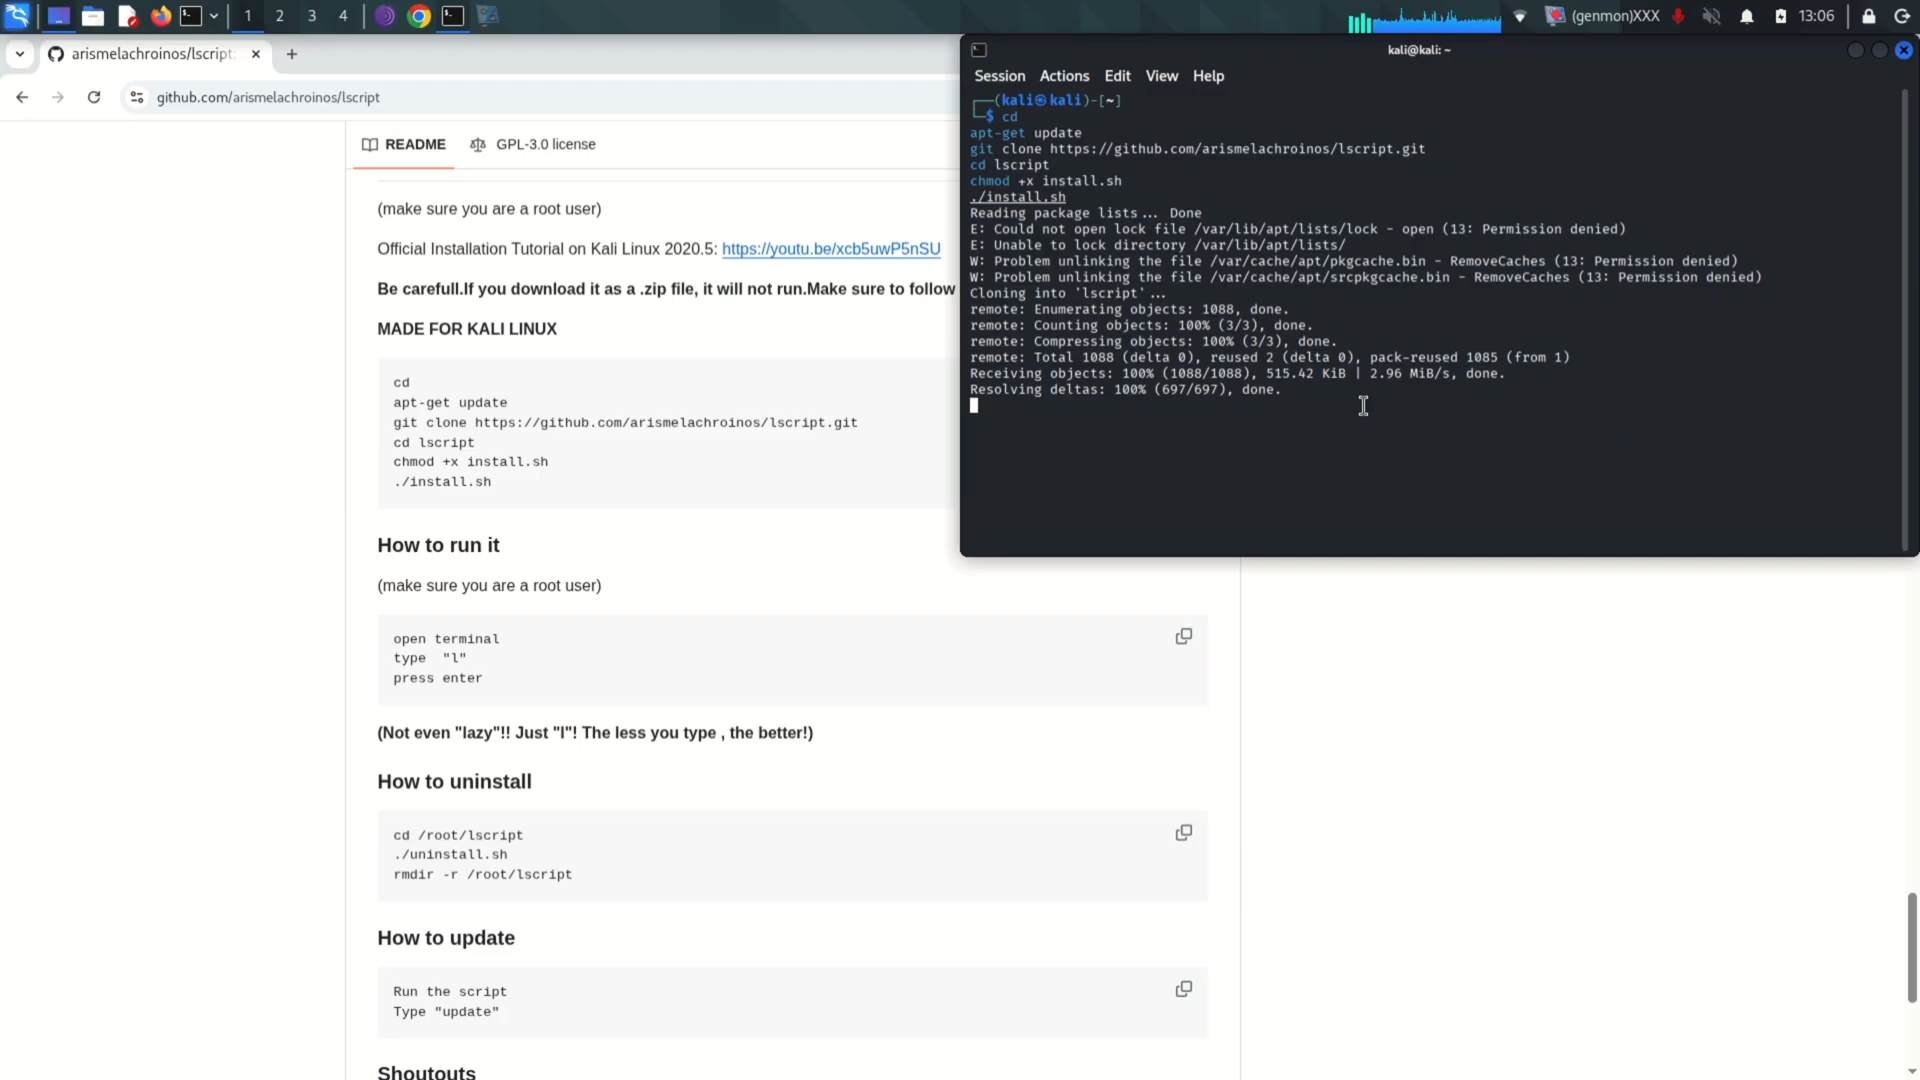 1 2 3 4
(genmon)XXX
13:06
arismelachroinos/lscript:
github.com/arismelachroinos/lscript
README
GPL-3.0 license
(make sure you are a root user)
Official Installation Tutorial on Kali Linux 2020.5: https://youtu.be/xcb5uwP5nSU
Be carefull.If you download it as a .zip file, it will not run.Make sure to follow
MADE FOR KALI LINUX
cd
apt-get update
git clone https://github.com/arismelachroinos/lscript.git
cd lscript
chmod +x install.sh
./install.sh
How to run it
(make sure you are a root user)
open terminal
type "l"
press enter
(Not even "lazy"!! Just "l"! The less you type , the better!)
How to uninstall
cd /root/lscript
./uninstall.sh
rmdir -r /root/lscript
How to update
Run the script
Type "update"
Shoutouts
kali@kali: ~
Session Actions Edit View Help
┌──(kali㉿kali)-[~]
└─$ cd
apt-get update
git clone https://github.com/arismelachroinos/lscript.git
cd lscript
chmod +x install.sh
./install.sh
Reading package lists... Done
E: Could not open lock file /var/lib/apt/lists/lock - open (13: Permission denied)
E: Unable to lock directory /var/lib/apt/lists/
W: Problem unlinking the file /var/cache/apt/pkgcache.bin - RemoveCaches (13: Permission denied)
W: Problem unlinking the file /var/cache/apt/srcpkgcache.bin - RemoveCaches (13: Permission denied)
Cloning into 'lscript'...
remote: Enumerating objects: 1088, done.
remote: Counting objects: 100% (3/3), done.
remote: Compressing objects: 100% (3/3), done.
remote: Total 1088 (delta 0), reused 2 (delta 0), pack-reused 1085 (from 1)
Receiving objects: 100% (1088/1088), 515.42 KiB | 2.96 MiB/s, done.
Resolving deltas: 100% (697/697), done.